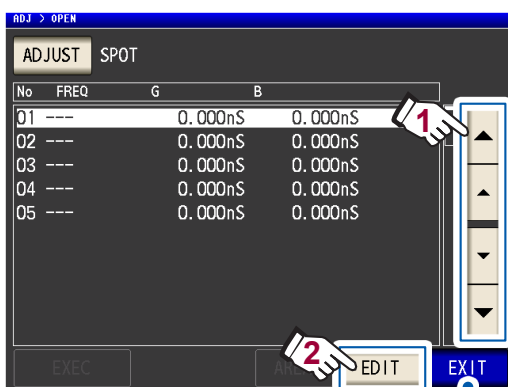 ADJ > OPEN
ADJUST SPOT
No FREQ G B
01 --- 0.000nS 0.000nS
02 --- 0.000nS 0.000nS
03 --- 0.000nS 0.000nS
04 --- 0.000nS 0.000nS
05 --- 0.000nS 0.000nS
1
2
EXEC EDIT EXIT